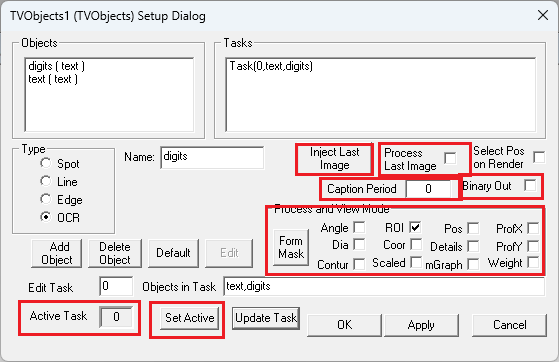 TVObjects1 (TVObjects) Setup Dialog
Objects
Tasks
digits ( text )
text ( text )
Task(0,text,digits)
Type
Spot
Line
Edge
OCR
Name:
digits
Inject Last
Image
Process
Last Image
Select Pos
on Render
Caption Period
0
Binary Out
Process and View Mode
Form
Mask
Angle
ROI
Pos
ProfX
Dia
Coor
Details
ProfY
Contur
Scaled
mGraph
Weight
Add
Object
Delete
Object
Default
Edit
Edit Task
0
Objects in Task
text,digits
Active Task
0
Set Active
Update Task
OK
Apply
Cancel